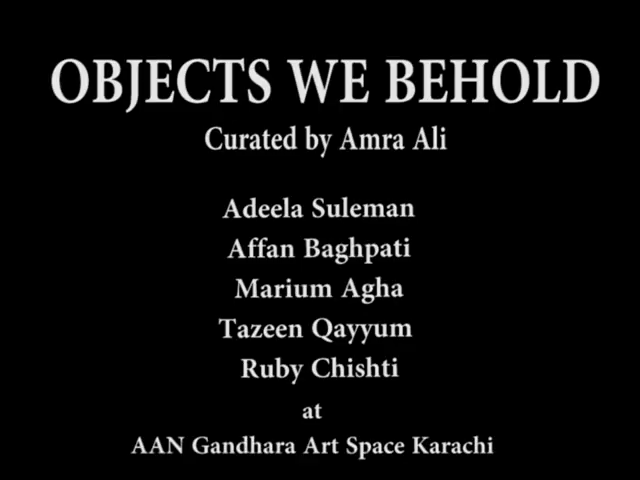 OBJECTS WE BEHOLD
Curated by Amra Ali
Adeela Suleman
Affan Baghpati
Marium Agha
Tazeen Qayyum
Ruby Chishti
at
AAN Gandhara Art Space Karachi